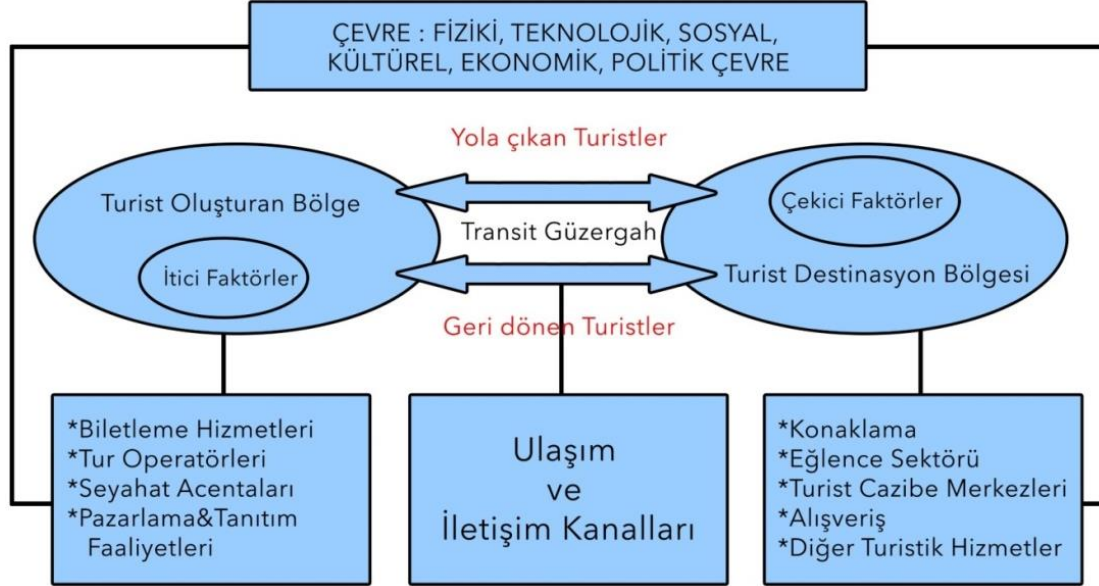 ÇEVRE : FİZİKİ, TEKNOLOJİK, SOSYAL,
KÜLTÜREL, EKONOMİK, POLİTİK ÇEVRE
Yola çıkan Turistler
Turist Oluşturan Bölge
İtici Faktörler
Transit Güzergah
Çekici Faktörler
Turist Destinasyon Bölgesi
Geri dönen Turistler
*Biletleme Hizmetleri
*Tur Operatörleri
*Seyahat Acentaları
*Pazarlama&Tanıtım
Faaliyetleri
Ulaşım
ve
İletişim Kanalları
*Konaklama
*Eğlence Sektörü
*Turist Cazibe Merkezleri
*Alışveriş
*Diğer Turistik Hizmetler